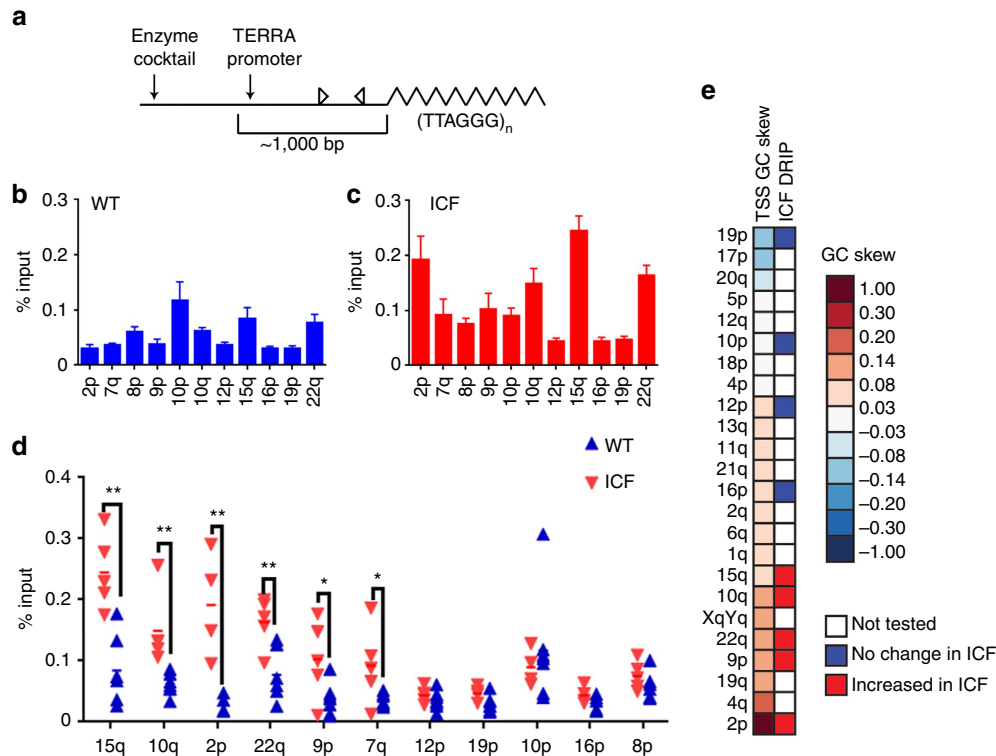 a
Enzyme cocktail
TERRA promoter
~1,000 bp
(TTAGGG)n
b
WT
% input
0.3
0.2
0.1
0
2p 7q 8p 9p 10p 10q 12p 15q 16p 19p 22q
c
ICF
% input
0.3
0.2
0.1
0
2p 7q 8p 9p 10p 10q 12p 15q 16p 19p 22q
d
WT
ICF
% input
0.4
0.3
0.2
0.1
0
** ** ** ** * *
15q 10q 2p 22q 9p 7q 12p 19p 10p 16p 8p
e
TSS GC skew
ICF DRIP
19p
17p
20q
5p
12q
10p
18p
4p
12p
13q
11q
21q
16p
2q
6q
1q
15q
10q
XqYq
22q
9p
19q
4q
2p
GC skew
1.00
0.30
0.20
0.14
0.08
0.03
−0.03
−0.08
−0.14
−0.20
−0.30
−1.00
Not tested
No change in ICF
Increased in ICF